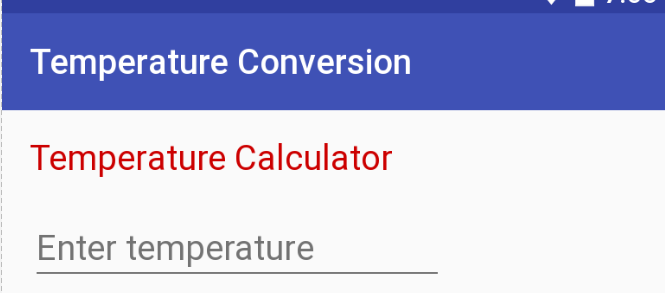 Temperature Conversion
Temperature Calculator
Enter temperature